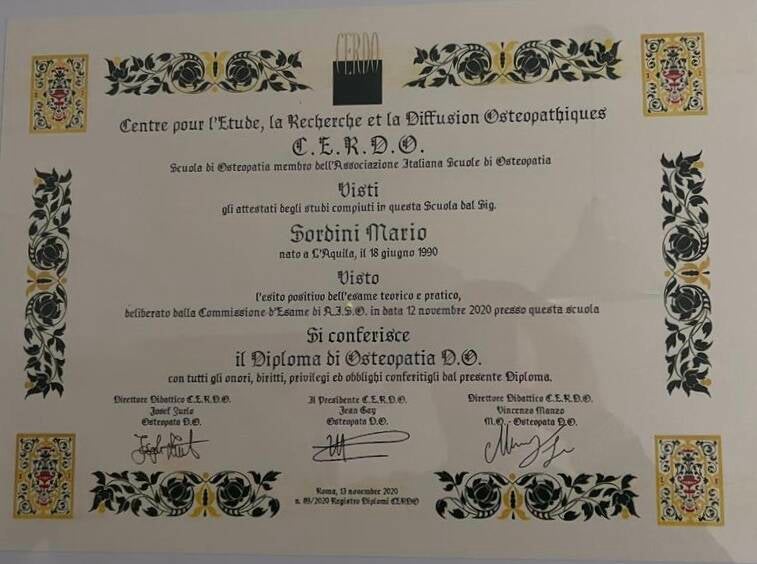 CERDO
Centre pour l'Etude, la Recherche et la Diffusion Osteopathiques
C.E.R.D.O.
Scuola di Osteopatia membro dell'Associazione Italiana Scuole di Osteopatia
Visti
gli attestati degli studi compiuti in questa Scuola dal Sig.
Sordini Mario
nato a L'Aquila, il 18 giugno 1990
Visto
l'esito positivo dell'esame teorico e pratico,
deliberato dalla Commissione d'Esame di A.I.S.O. in data 12 novembre 2020 presso questa scuola
Si conferisce
il Diploma di Osteopatia D.O.
con tutti gli onori, diritti, privilegi ed obblighi conferitigli dal presente Diploma.
Direttore Didattico C.E.R.D.O. Il Presidente C.E.R.D.O. Direttore Didattico C.E.R.D.O.
Josef Zurlo Jean Gay Vincenzo Manzo
Osteopata D.O. Osteopata D.O. M.O. - Osteopata D.O.
Roma, 13 novembre 2020
n. 89/2020 Registro Diplomi CERDO